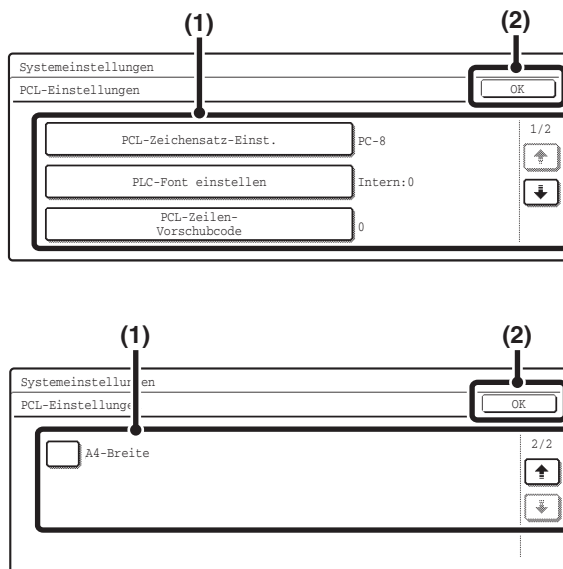 (1)
(2)
Systemeinstellungen
PCL-Einstellungen
OK
PCL-Zeichensatz-Einst.
PC-8
1/2
PLC-Font einstellen
Intern:0
PCL-Zeilen-
Vorschubcode
0
(1)
(2)
Systemeinstellungen
PCL-Einstellunge
OK
A4-Breite
2/2